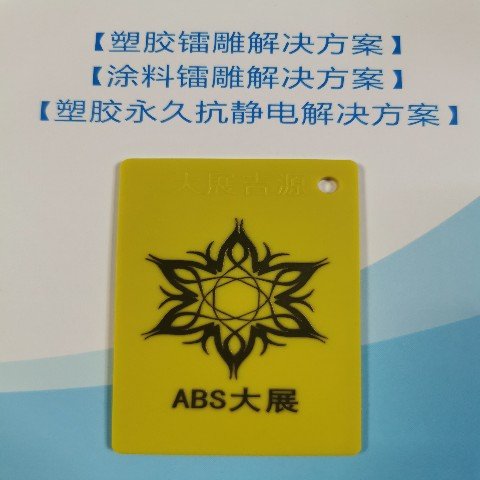 【塑胶镭雕解决方案】
【涂料镭雕解决方案】
【塑胶永久抗静电解决方案】
大展吉源
ABS大展